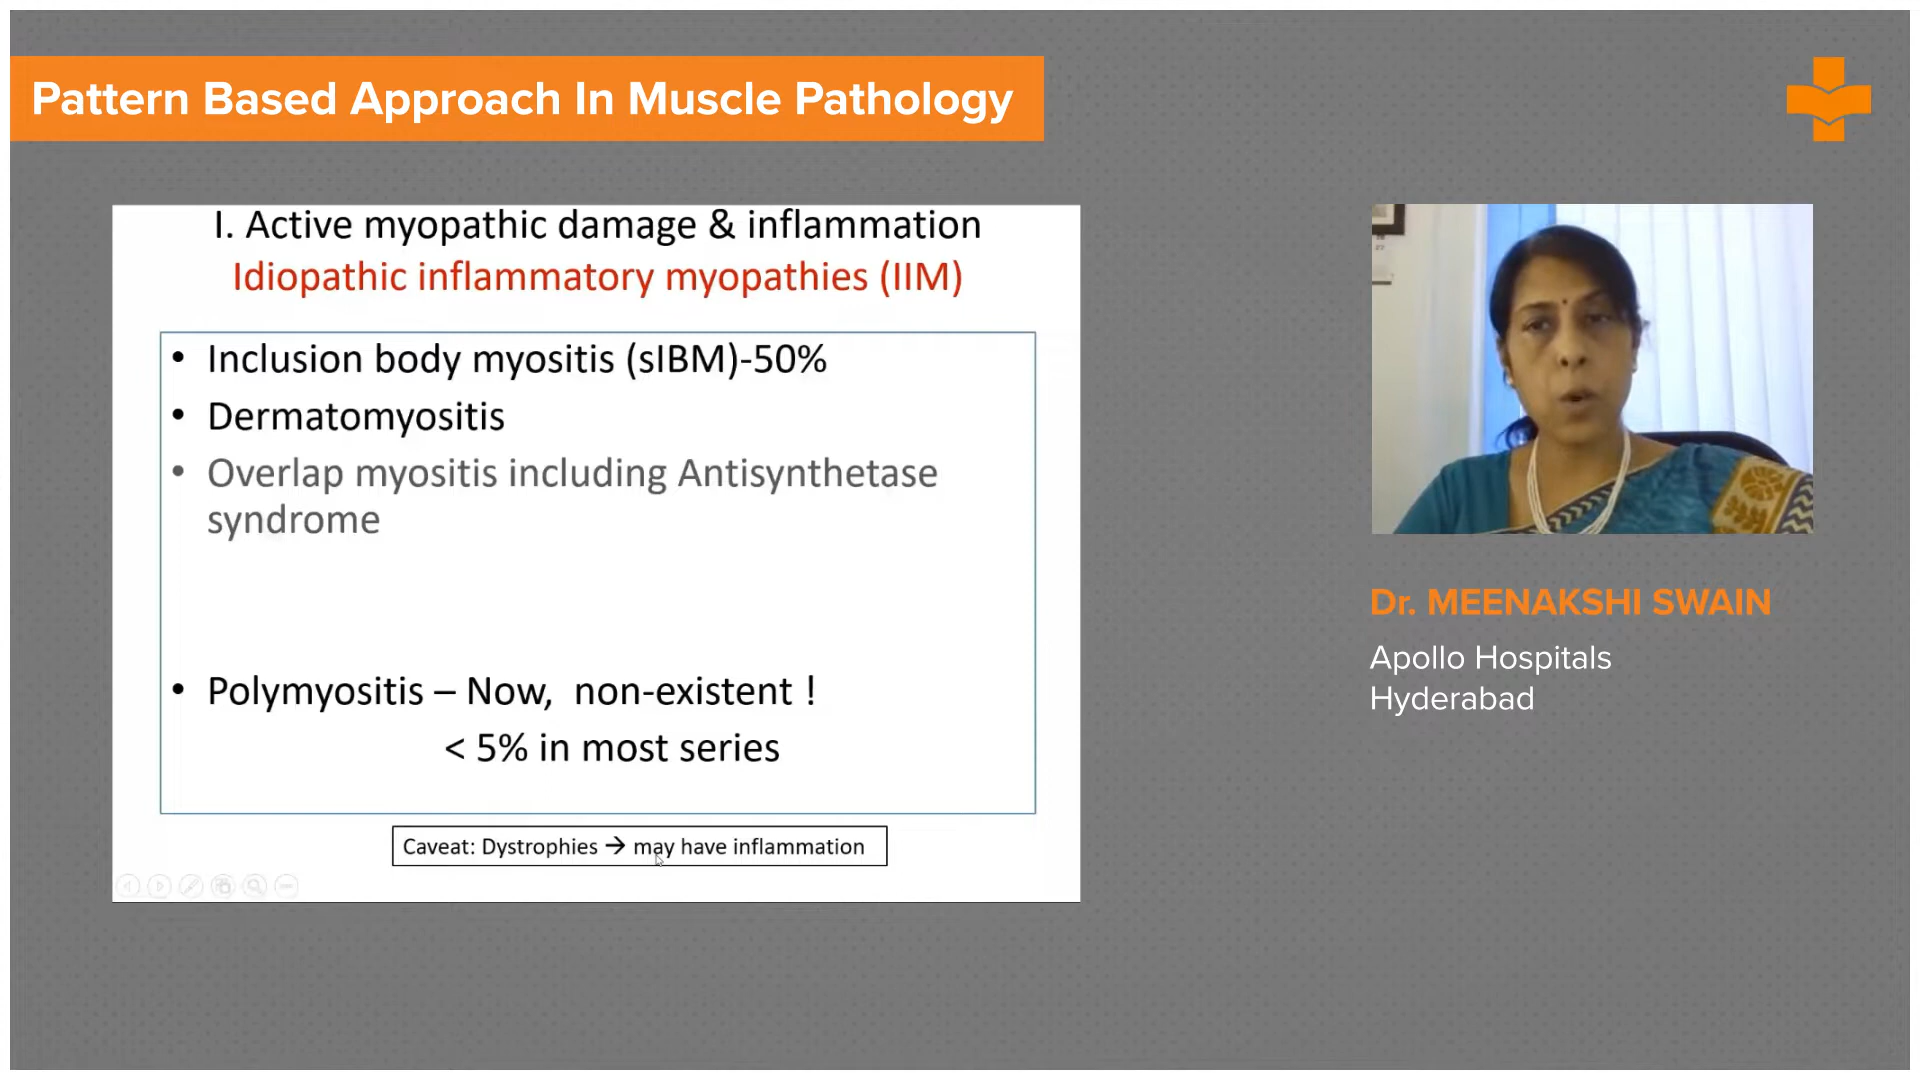 Pattern Based Approach In Muscle Pathology
I. Active myopathic damage & inflammation
Idiopathic inflammatory myopathies (IIM)
• Inclusion body myositis (sIBM)-50%
• Dermatomyositis
• Overlap myositis including Antisynthetase
syndrome
• Polymyositis – Now, non-existent !
< 5% in most series
Caveat: Dystrophies → may have inflammation
Dr. MEENAKSHI SWAIN
Apollo Hospitals
Hyderabad